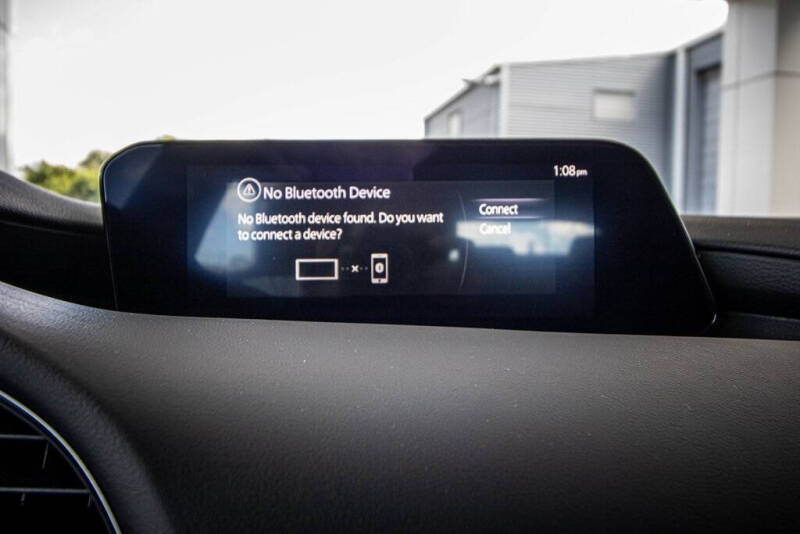 1:08pm
No Bluetooth Device
No Bluetooth device found. Do you want
to connect a device?
Connect
Cancel